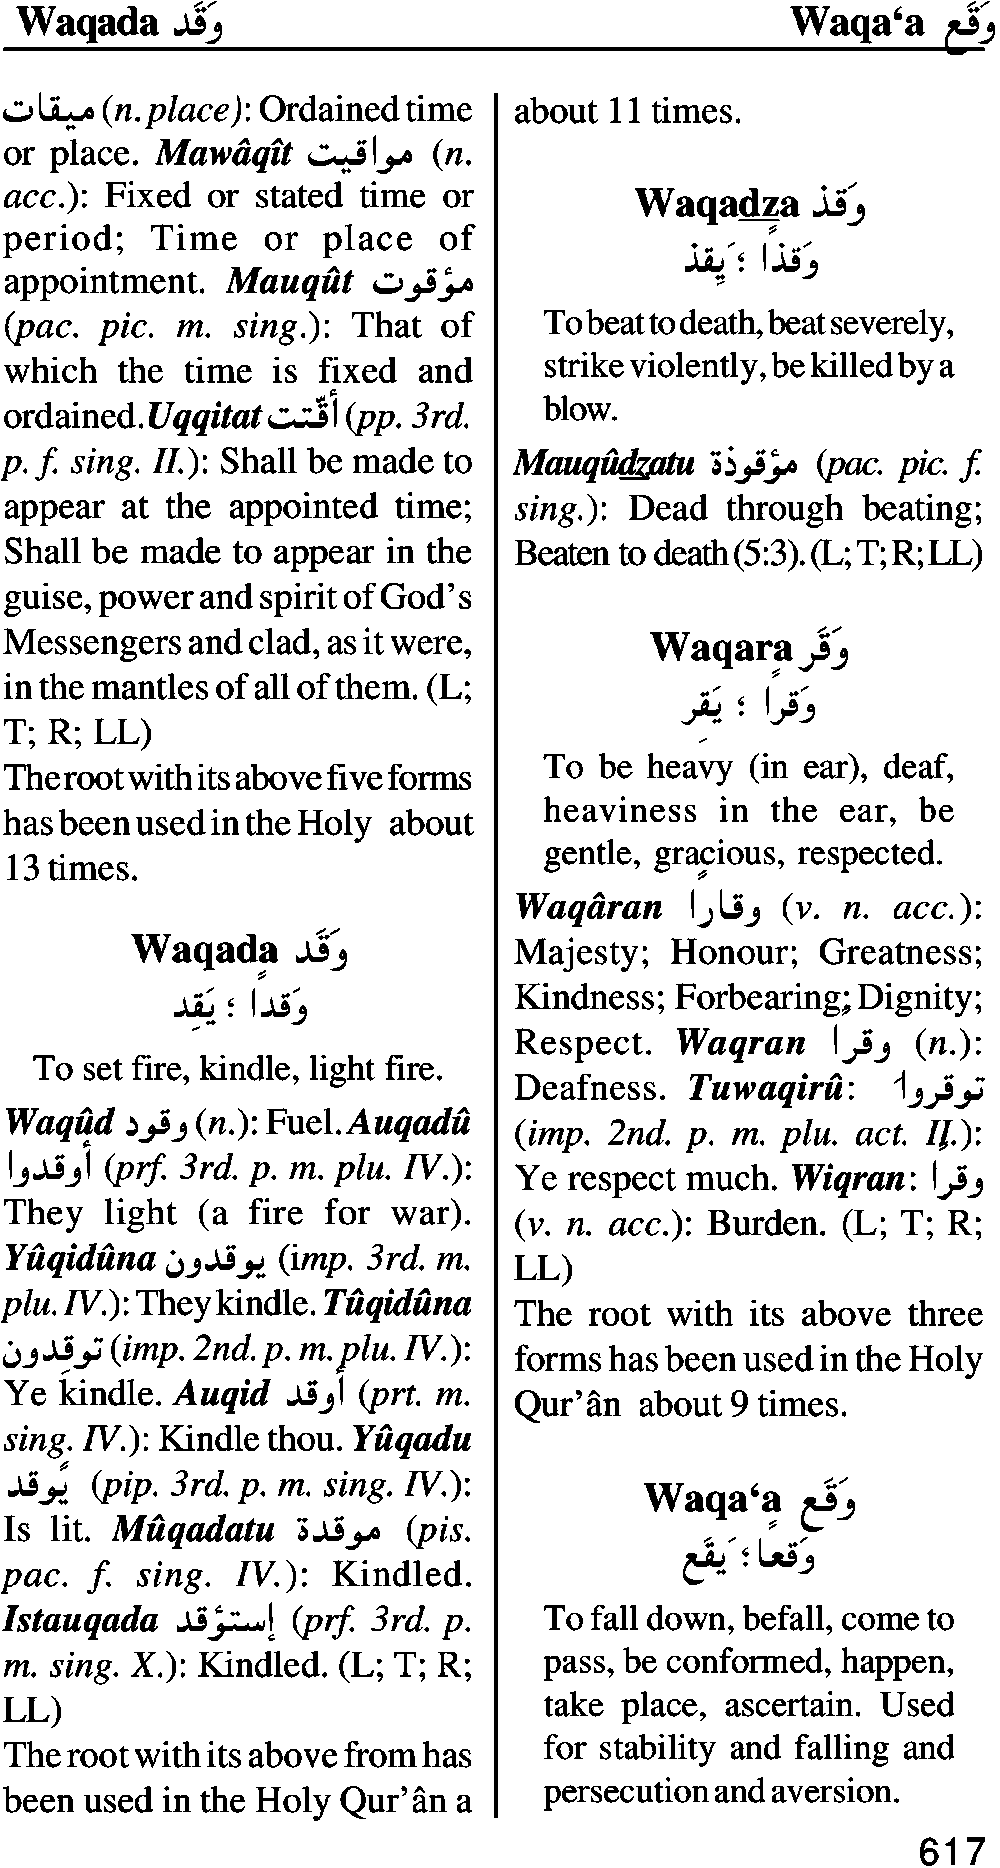 Waqada وَقَد
Waqa‘a وَقَع
ميقات (n. place): Ordained time
or place. Mawâqît مواقيت (n.
acc.): Fixed or stated time or
period; Time or place of
appointment. Mauqût مؤقوت
(pac. pic. m. sing.): That of
which the time is fixed and
ordained. Uqqitat أقّتت (pp. 3rd.
p. f. sing. II.): Shall be made to
appear at the appointed time;
Shall be made to appear in the
guise, power and spirit of God’s
Messengers and clad, as it were,
in the mantles of all of them. (L;
T; R; LL)
The root with its above five forms
has been used in the Holy about
13 times.
Waqada وَقَد
وَقداً ؛ يَقِد
To set fire, kindle, light fire.
Waqûd وقود (n.): Fuel. Auqadû
أوقدوا (prf. 3rd. p. m. plu. IV.):
They light (a fire for war).
Yûqidûna يوقدون (imp. 3rd. m.
plu. IV.): They kindle. Tûqidûna
توقدون (imp. 2nd. p. m. plu. IV.):
Ye kindle. Auqid أوقد (prt. m.
sing. IV.): Kindle thou. Yûqadu
يُوقد (pip. 3rd. p. m. sing. IV.):
Is lit. Mûqadatu موقدة (pis.
pac. f. sing. IV.): Kindled.
Istauqada إستؤقد (prf. 3rd. p.
m. sing. X.): Kindled. (L; T; R;
LL)
The root with its above from has
been used in the Holy Qur’ân a
about 11 times.
Waqadza وَقَذ
وَقذاً ؛ يَقِذ
To beat to death, beat severely,
strike violently, be killed by a
blow.
Mauqûdzatu مؤقوذة (pac. pic. f.
sing.): Dead through beating;
Beaten to death (5:3). (L; T; R; LL)
Waqara وَقَر
وَقراً ؛ يَقِر
To be heavy (in ear), deaf,
heaviness in the ear, be
gentle, gracious, respected.
Waqâran وقاراً (v. n. acc.):
Majesty; Honour; Greatness;
Kindness; Forbearing; Dignity;
Respect. Waqran وقرا (n.):
Deafness. Tuwaqirû: توقروا
(imp. 2nd. p. m. plu. act. II.):
Ye respect much. Wiqran: وقراً
(v. n. acc.): Burden. (L; T; R;
LL)
The root with its above three
forms has been used in the Holy
Qur’ân about 9 times.
Waqa‘a وَقَع
وَقعاً ؛ يَقَع
To fall down, befall, come to
pass, be conformed, happen,
take place, ascertain. Used
for stability and falling and
persecution and aversion.
617